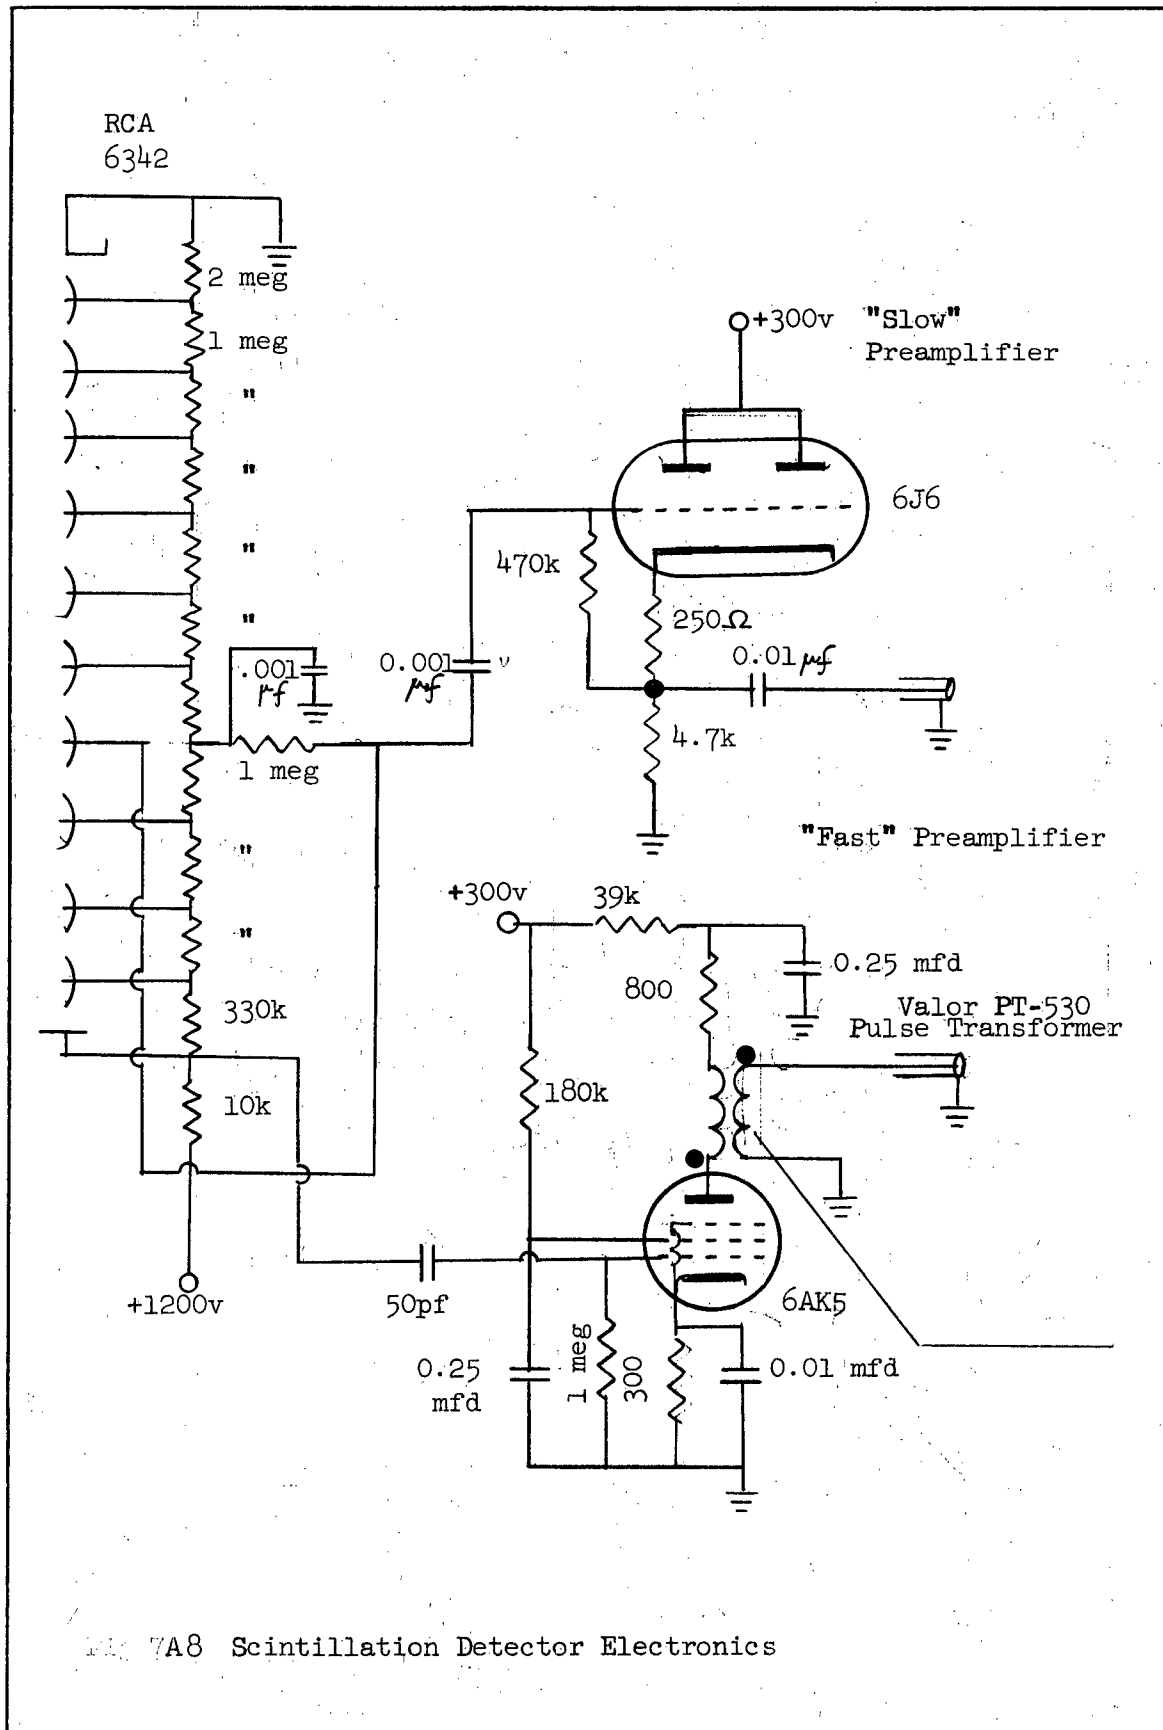 RCA
6342
2 meg
1 meg
"
"
"
"
.001
μf
1 meg
"
"
330k
10k
+1200v
0.001
μf
+300v
"Slow"
Preamplifier
6J6
470k
250Ω
0.01 μf
4.7k
"Fast" Preamplifier
+300v
39k
0.25 mfd
800
Valor PT-530
Pulse Transformer
180k
50pf
6AK5
0.25
mfd
1 meg
300
0.01 mfd
7A8 Scintillation Detector Electronics